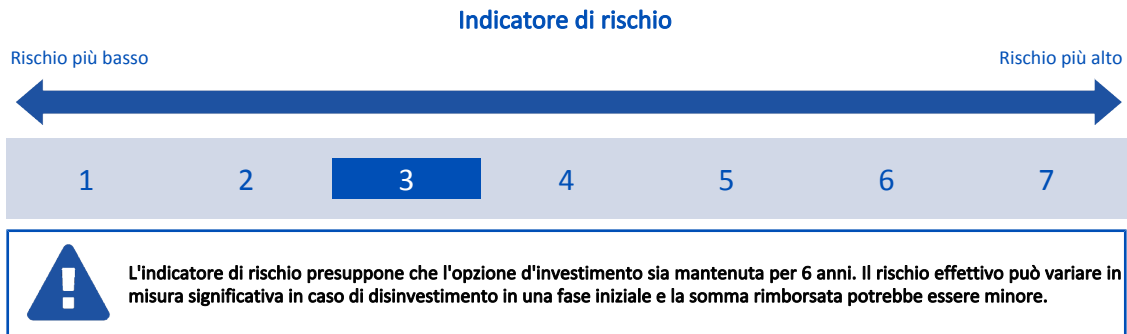 Indicatore di rischio
Rischio più basso
Rischio più alto
1 2 3 4 5 6 7
L'indicatore di rischio presuppone che l'opzione d'investimento sia mantenuta per 6 anni. Il rischio effettivo può variare in
misura significativa in caso di disinvestimento in una fase iniziale e la somma rimborsata potrebbe essere minore.